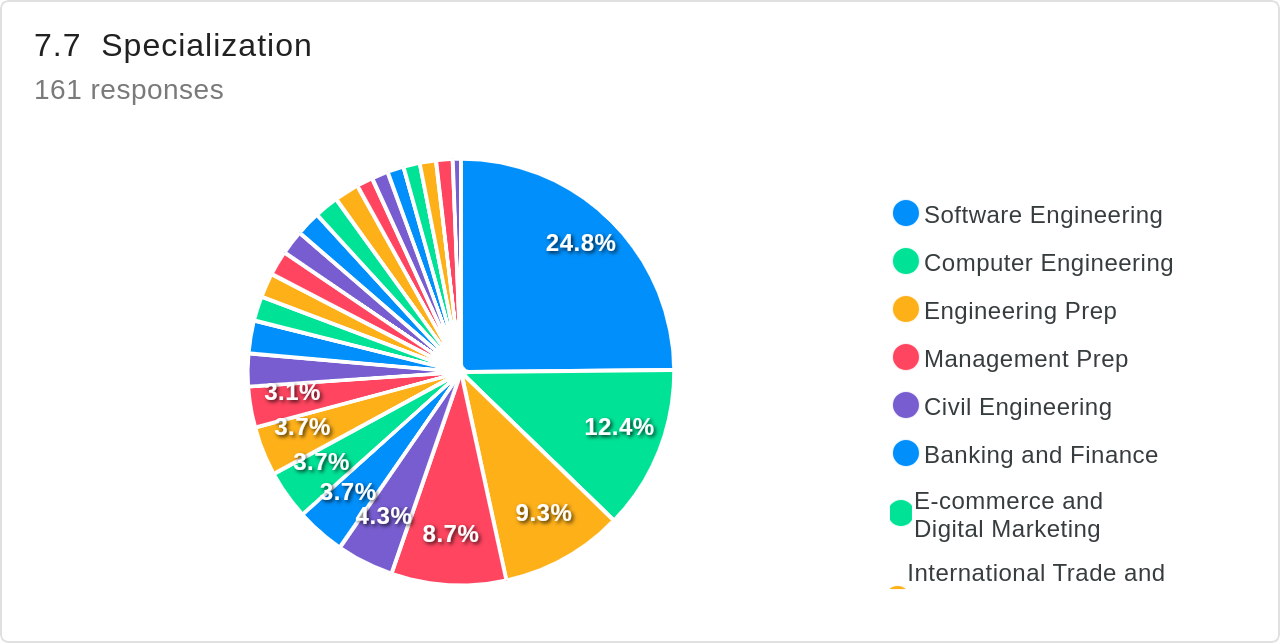 7.7 Specialization
161 responses
24.8%
12.4%
9.3%
8.7%
4.3%
3.7%
3.7%
3.7%
3.1%
Software Engineering
Computer Engineering
Engineering Prep
Management Prep
Civil Engineering
Banking and Finance
E-commerce and
Digital Marketing
International Trade and